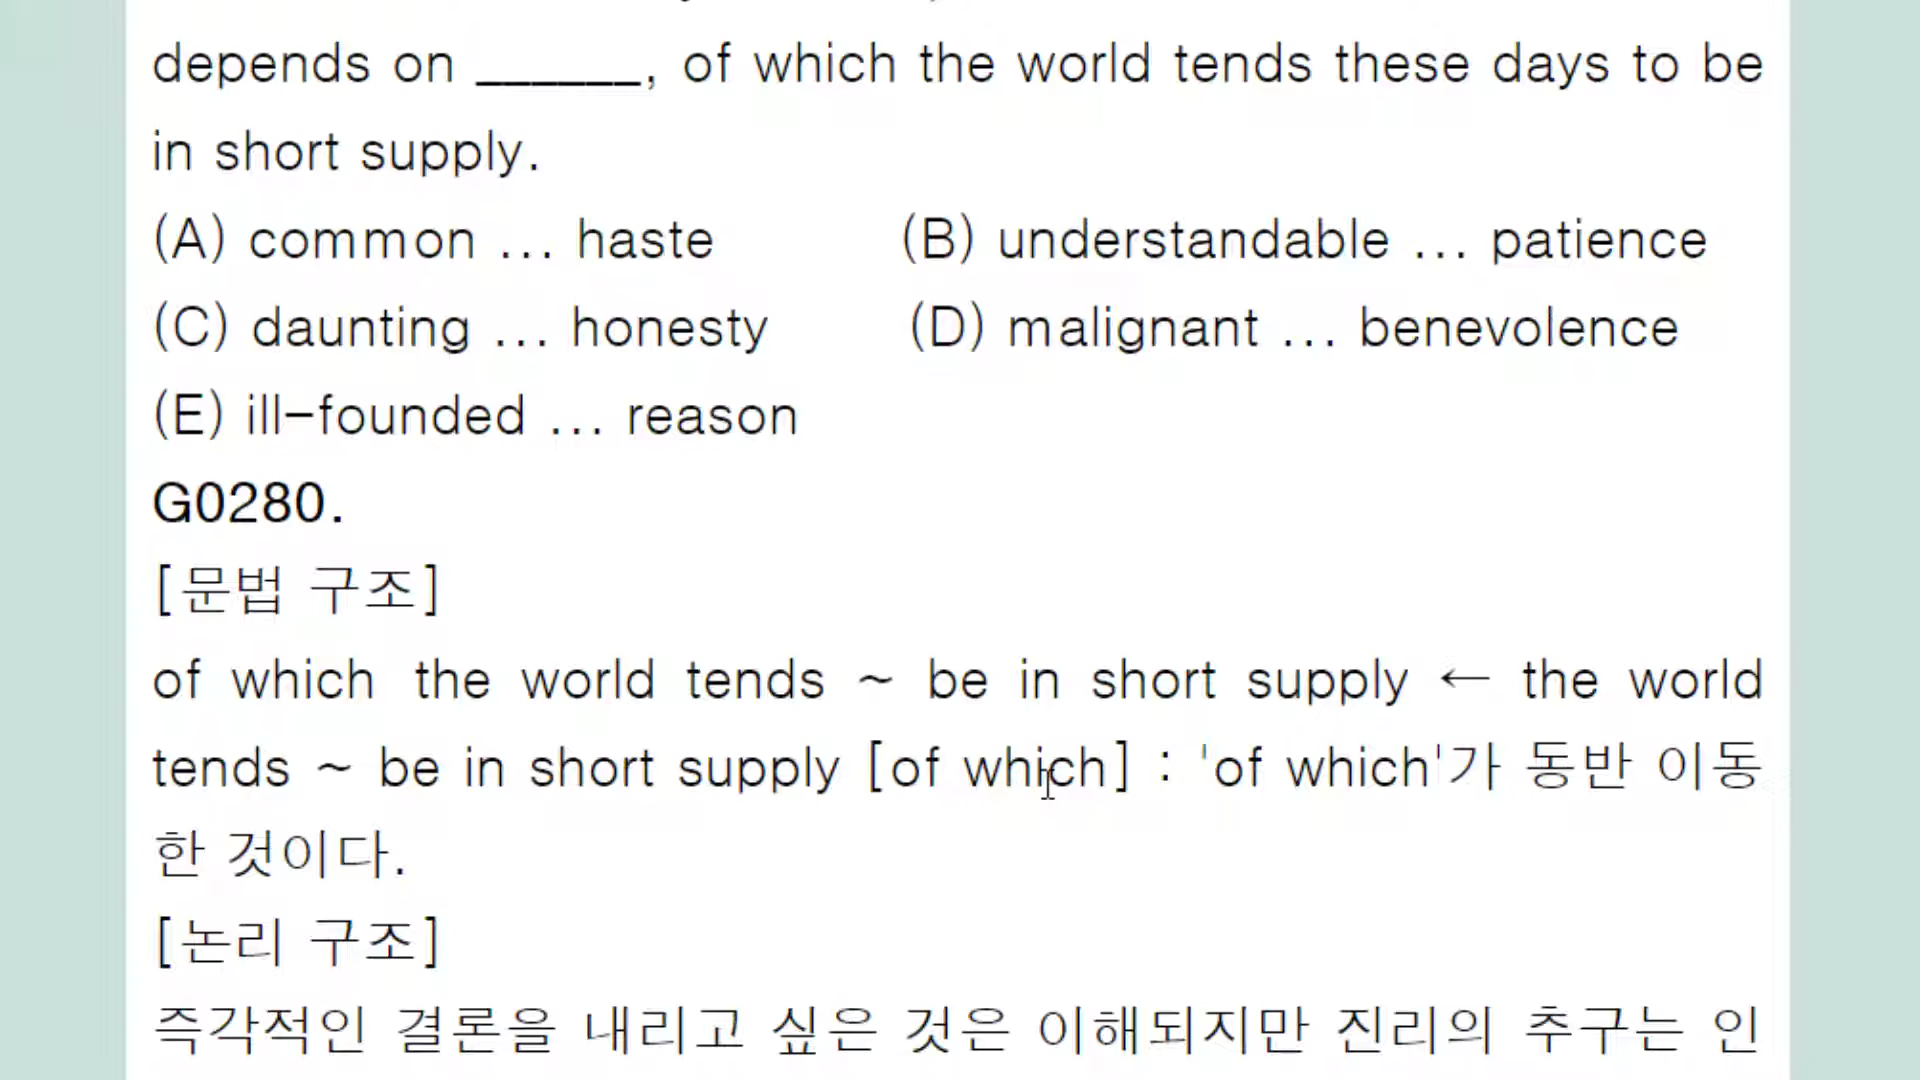 depends on ______, of which the world tends these days to be
in short supply.
(A) common ... haste (B) understandable ... patience
(C) daunting ... honesty (D) malignant ... benevolence
(E) ill-founded ... reason
G0280.
[문법 구조]
of which the world tends ~ be in short supply ← the world
tends ~ be in short supply [of which] : 'of which'가 동반 이동
한 것이다.
[논리 구조]
즉각적인 결론을 내리고 싶은 것은 이해되지만 진리의 추구는 인